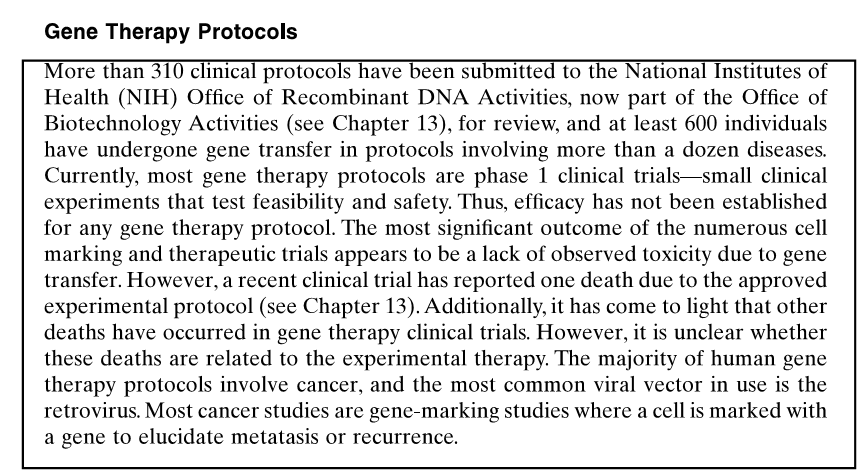 Gene Therapy Protocols
More than 310 clinical protocols have been submitted to the National Institutes of
Health (NIH) Office of Recombinant DNA Activities, now part of the Office of
Biotechnology Activities (see Chapter 13), for review, and at least 600 individuals
have undergone gene transfer in protocols involving more than a dozen diseases.
Currently, most gene therapy protocols are phase 1 clinical trials—small clinical
experiments that test feasibility and safety. Thus, efficacy has not been established
for any gene therapy protocol. The most significant outcome of the numerous cell
marking and therapeutic trials appears to be a lack of observed toxicity due to gene
transfer. However, a recent clinical trial has reported one death due to the approved
experimental protocol (see Chapter 13). Additionally, it has come to light that other
deaths have occurred in gene therapy clinical trials. However, it is unclear whether
these deaths are related to the experimental therapy. The majority of human gene
therapy protocols involve cancer, and the most common viral vector in use is the
retrovirus. Most cancer studies are gene-marking studies where a cell is marked with
a gene to elucidate metatasis or recurrence.